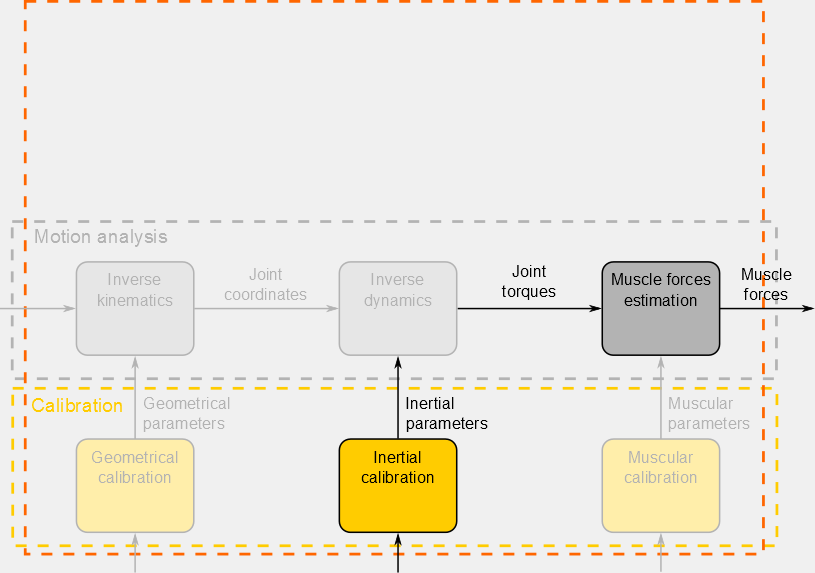 Motion analysis
Inverse
kinematics
Joint
coordinates
Inverse
dynamics
Joint
torques
Muscle forces
estimation
Muscle
forces
Calibration
Geometrical
parameters
Inertial
parameters
Muscular
parameters
Geometrical
calibration
Inertial
calibration
Muscular
calibration